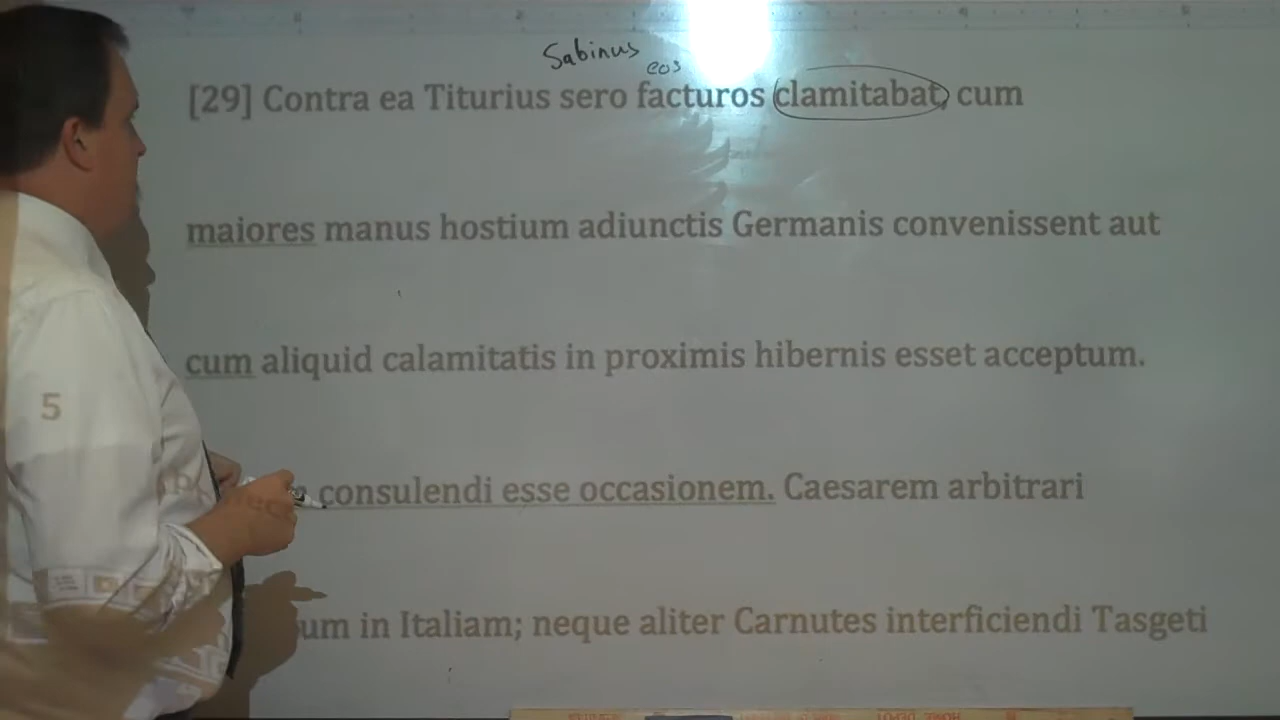 Sabinus
eos
[29] Contra ea Titurius sero facturos clamitabat, cum
maiores manus hostium adiunctis Germanis convenissent aut
cum aliquid calamitatis in proximis hibernis esset acceptum.
consulendi esse occasionem. Caesarem arbitrari
um in Italiam; neque aliter Carnutes interficiendi Tasgeti
5